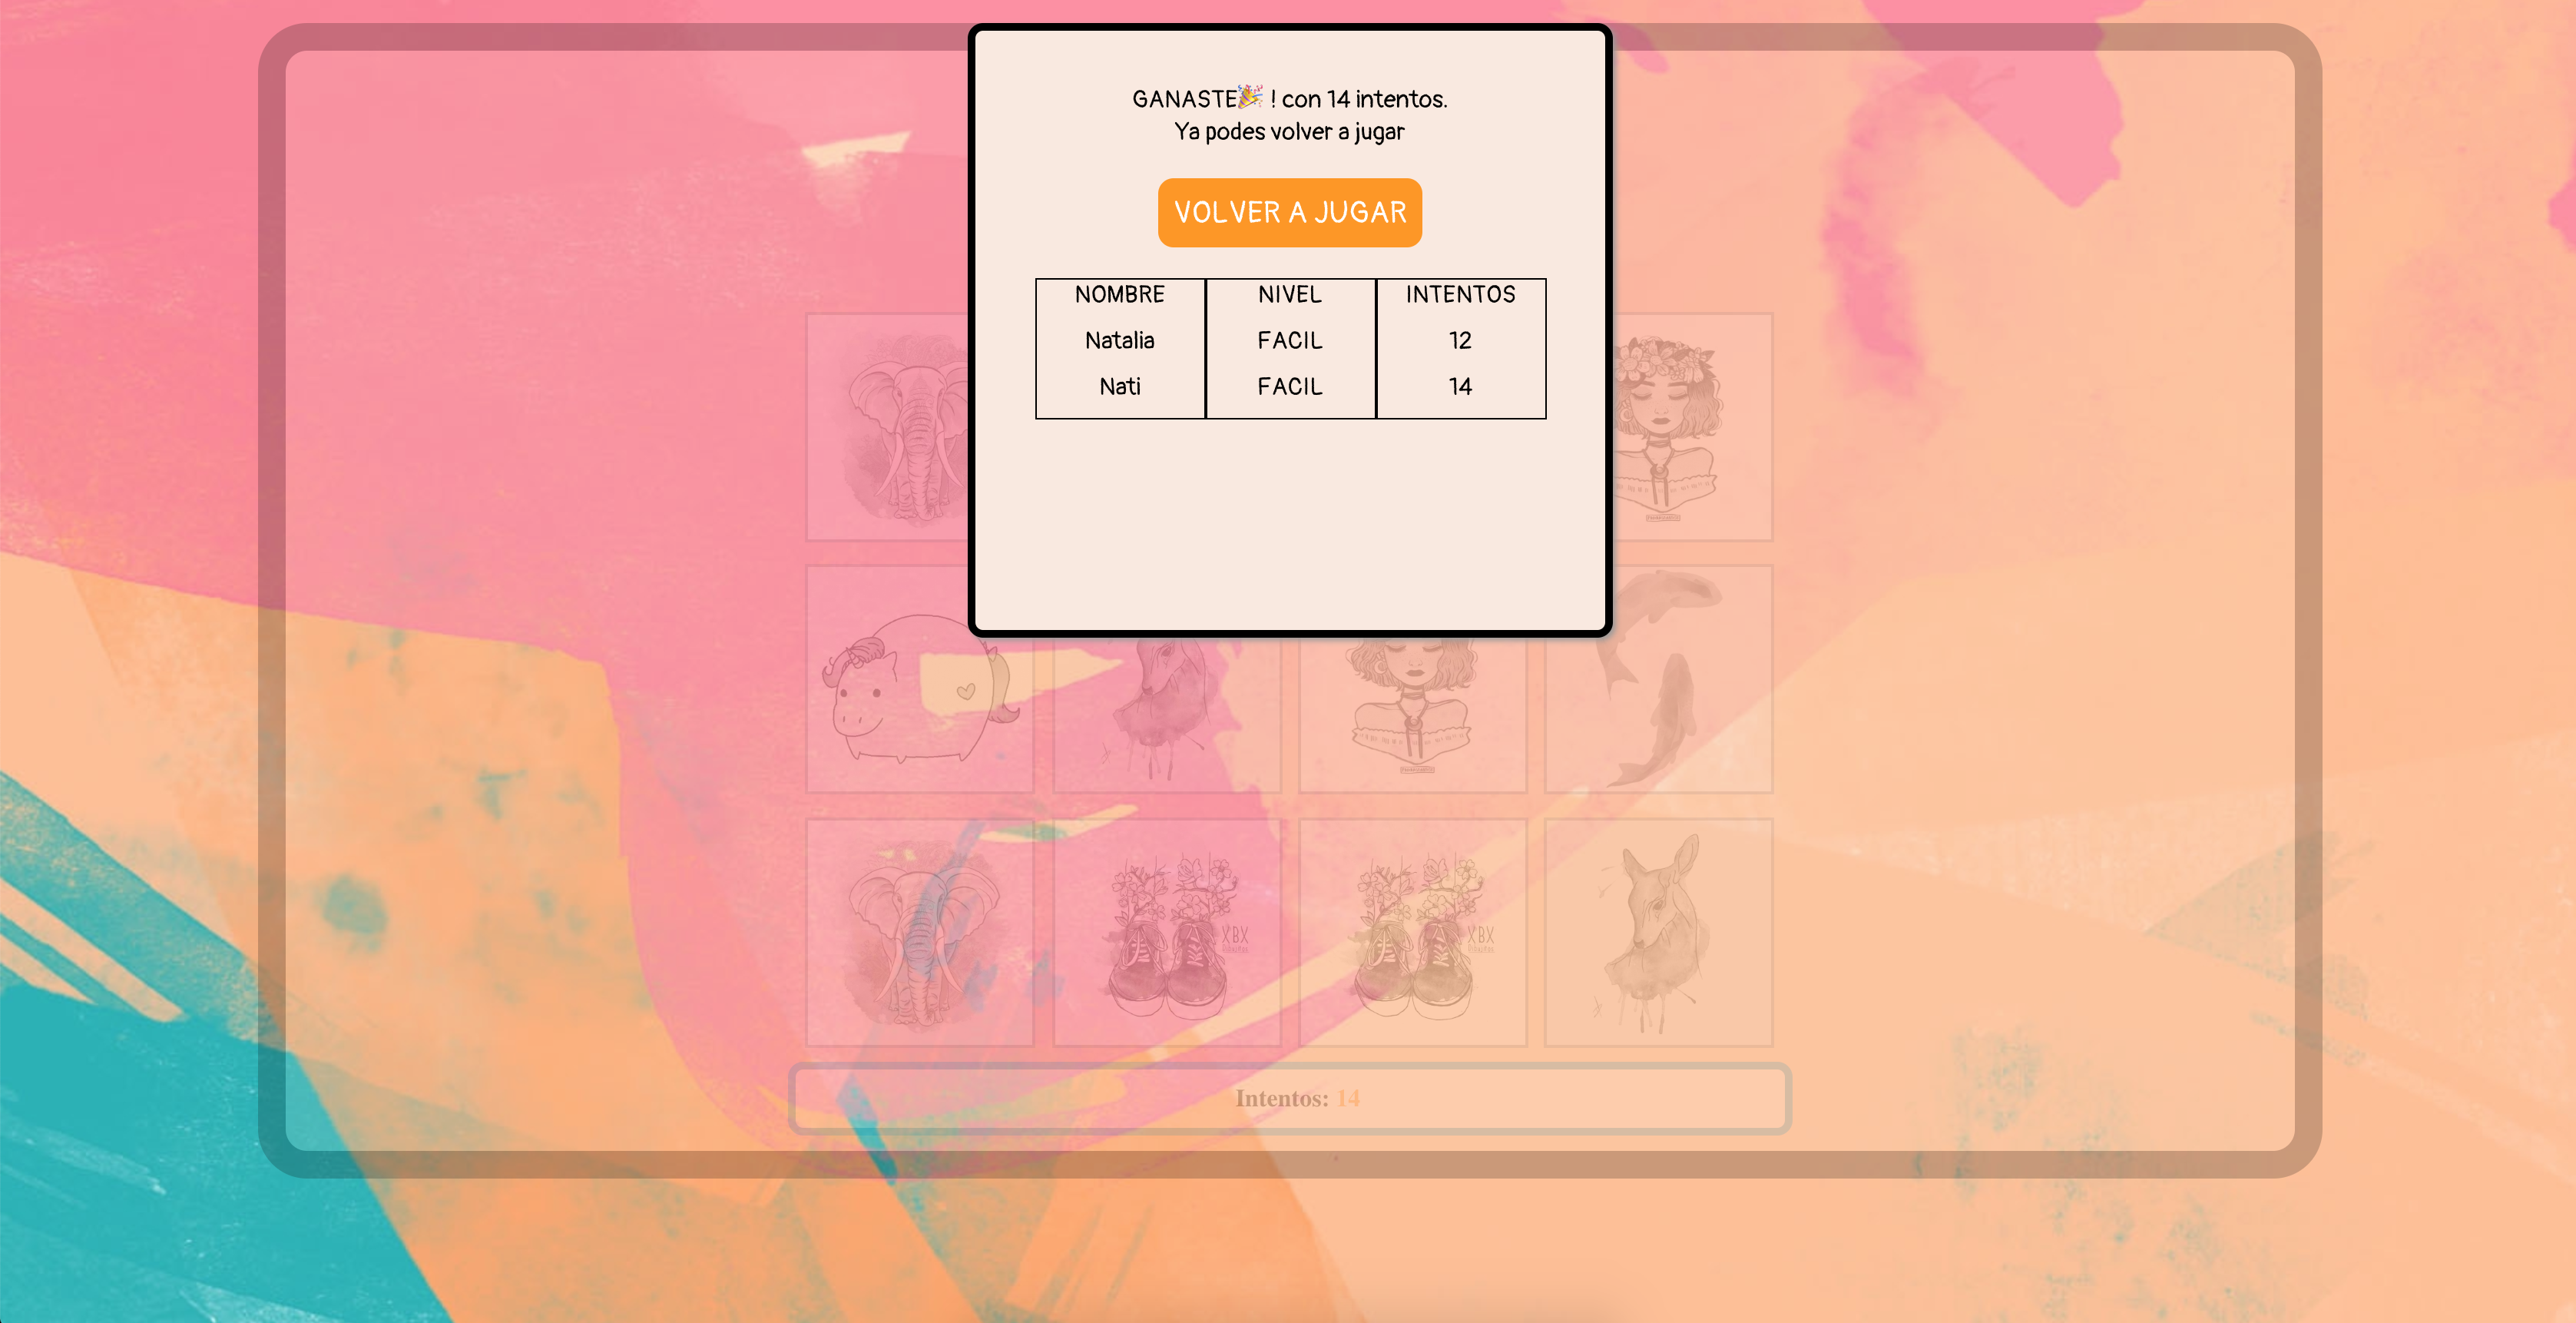 GANASTE🎉 ! con 14 intentos.
Ya podes volver a jugar
VOLVER A JUGAR
NOMBRE NIVEL INTENTOS
Natalia FACIL 12
Nati FACIL 14
XBX
XBX
Intentos: 14